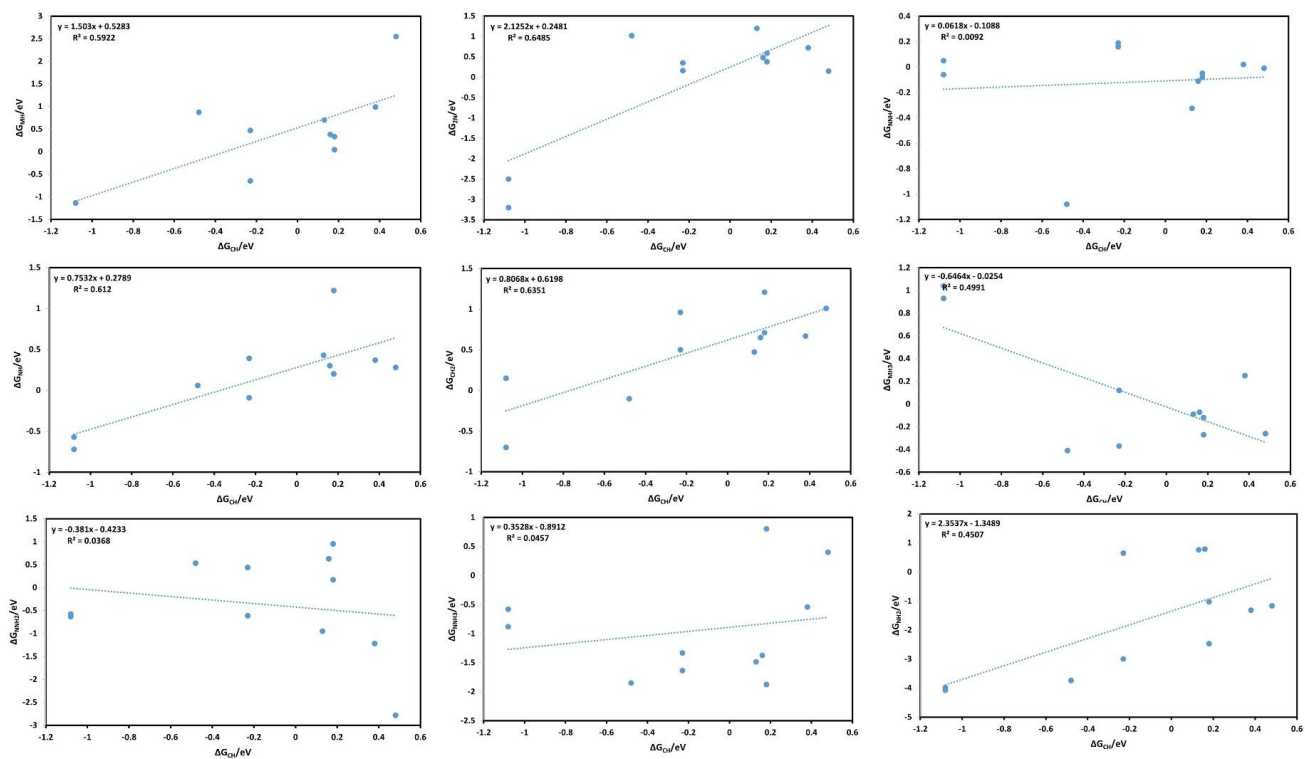 y = 1.503x + 0.5283
R² = 0.5922
3
2.5
2
1.5
1
0.5
0
-0.5
-1
-1.5
ΔG_MH/eV
-1.2 -1 -0.8 -0.6 -0.4 -0.2 0 0.2 0.4 0.6
ΔG_CH/eV
y = 2.1252x + 0.2481
R² = 0.6485
1.5
1
0.5
0
-0.5
-1
-1.5
-2
-2.5
-3
-3.5
ΔG_2N/eV
-1.2 -1 -0.8 -0.6 -0.4 -0.2 0 0.2 0.4 0.6
ΔG_CH/eV
y = 0.0618x - 0.1088
R² = 0.0092
0.4
0.2
0
-0.2
-0.4
-0.6
-0.8
-1
-1.2
ΔG_NNH/eV
-1.2 -1 -0.8 -0.6 -0.4 -0.2 0 0.2 0.4 0.6
ΔG_CH/eV
y = 0.7532x + 0.2789
R² = 0.612
1.5
1
0.5
0
-0.5
-1
ΔG_NH/eV
-1.2 -1 -0.8 -0.6 -0.4 -0.2 0 0.2 0.4 0.6
ΔG_CH/eV
y = 0.8068x + 0.6198
R² = 0.6351
1.5
1
0.5
0
-0.5
-1
ΔG_CH2/eV
-1.2 -1 -0.8 -0.6 -0.4 -0.2 0 0.2 0.4 0.6
ΔG_CH/eV
y = -0.6464x - 0.0254
R² = 0.4991
1.2
1
0.8
0.6
0.4
0.2
0
-0.2
-0.4
-0.6
ΔG_MH3/eV
-1.2 -1 -0.8 -0.6 -0.4 -0.2 0 0.2 0.4 0.6
ΔG_CH/eV
y = -0.381x - 0.4233
R² = 0.0368
1.5
1
0.5
0
-0.5
-1
-1.5
-2
-2.5
-3
ΔG_NNH2/eV
-1.2 -1 -0.8 -0.6 -0.4 -0.2 0 0.2 0.4 0.6
ΔG_CH/eV
y = 0.3528x - 0.8912
R² = 0.0457
1
0.5
0
-0.5
-1
-1.5
-2
-2.5
ΔG_NNH3/eV
-1.2 -1 -0.8 -0.6 -0.4 -0.2 0 0.2 0.4 0.6
ΔG_CH/eV
y = 2.3537x - 1.3489
R² = 0.4507
2
1
0
-1
-2
-3
-4
-5
ΔG_NH2/eV
-1.2 -1 -0.8 -0.6 -0.4 -0.2 0 0.2 0.4 0.6
ΔG_CH/eV